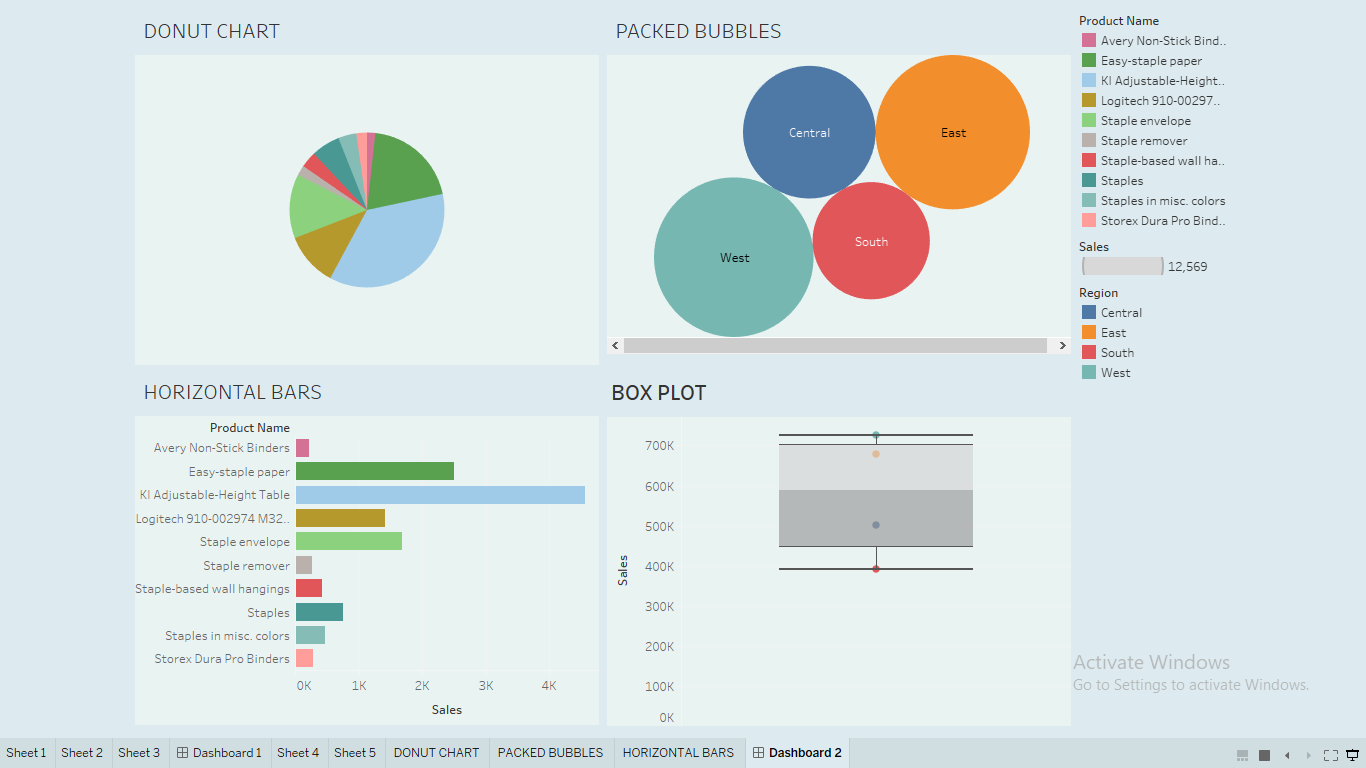 DONUT CHART
PACKED BUBBLES
Central
East
West
South
Product Name
Avery Non-Stick Bind..
Easy-staple paper
KI Adjustable-Height..
Logitech 910-00297..
Staple envelope
Staple remover
Staple-based wall ha..
Staples
Staples in misc. colors
Storex Dura Pro Bind..
Sales
12,569
Region
Central
East
South
West
HORIZONTAL BARS
Product Name
Avery Non-Stick Binders
Easy-staple paper
KI Adjustable-Height Table
Logitech 910-002974 M32..
Staple envelope
Staple remover
Staple-based wall hangings
Staples
Staples in misc. colors
Storex Dura Pro Binders
0K 1K 2K 3K 4K
Sales
BOX PLOT
700K
600K
500K
400K
300K
200K
100K
0K
Sales
Activate Windows
Go to Settings to activate Windows.
Sheet 1 Sheet 2 Sheet 3 Dashboard 1 Sheet 4 Sheet 5 DONUT CHART PACKED BUBBLES HORIZONTAL BARS Dashboard 2